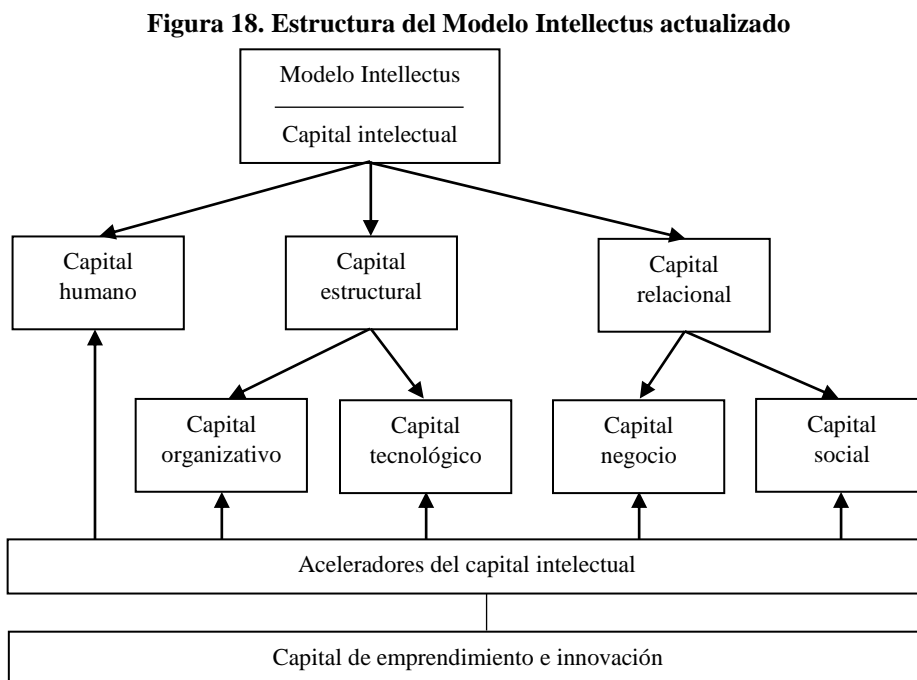 Figura 18. Estructura del Modelo Intellectus actualizado
Modelo Intellectus
Capital intelectual
Capital
humano
Capital
estructural
Capital
relacional
Capital
organizativo
Capital
tecnológico
Capital
negocio
Capital
social
Aceleradores del capital intelectual
Capital de emprendimiento e innovación